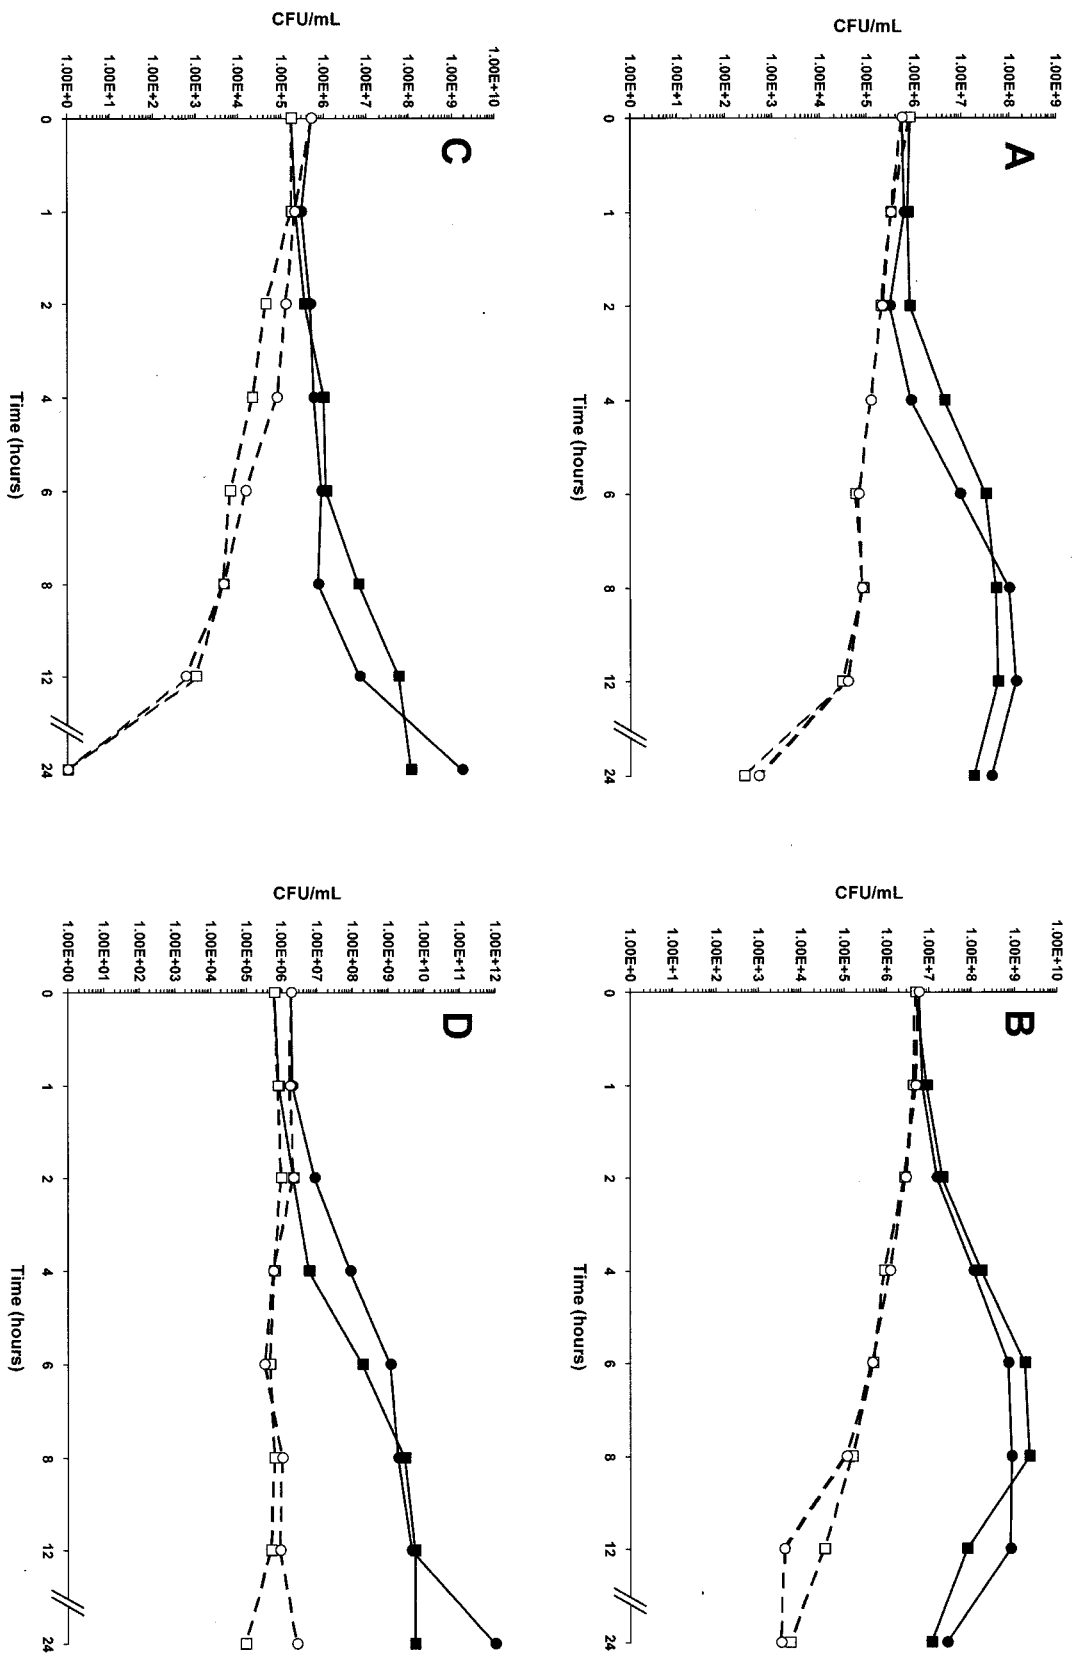 CFU/mL
1.00E+9
1.00E+8
1.00E+7
1.00E+6
1.00E+5
1.00E+4
1.00E+3
1.00E+2
1.00E+1
1.00E+0
A
0 1 2 4 6 8 12 24
Time (hours)
CFU/mL
1.00E+10
1.00E+9
1.00E+8
1.00E+7
1.00E+6
1.00E+5
1.00E+4
1.00E+3
1.00E+2
1.00E+1
1.00E+0
B
0 1 2 4 6 8 12 24
Time (hours)
CFU/mL
1.00E+10
1.00E+9
1.00E+8
1.00E+7
1.00E+6
1.00E+5
1.00E+4
1.00E+3
1.00E+2
1.00E+1
1.00E+0
C
0 1 2 4 6 8 12 24
Time (hours)
CFU/mL
1.00E+12
1.00E+11
1.00E+10
1.00E+09
1.00E+08
1.00E+07
1.00E+06
1.00E+05
1.00E+04
1.00E+03
1.00E+02
1.00E+01
1.00E+00
D
0 1 2 4 6 8 12 24
Time (hours)